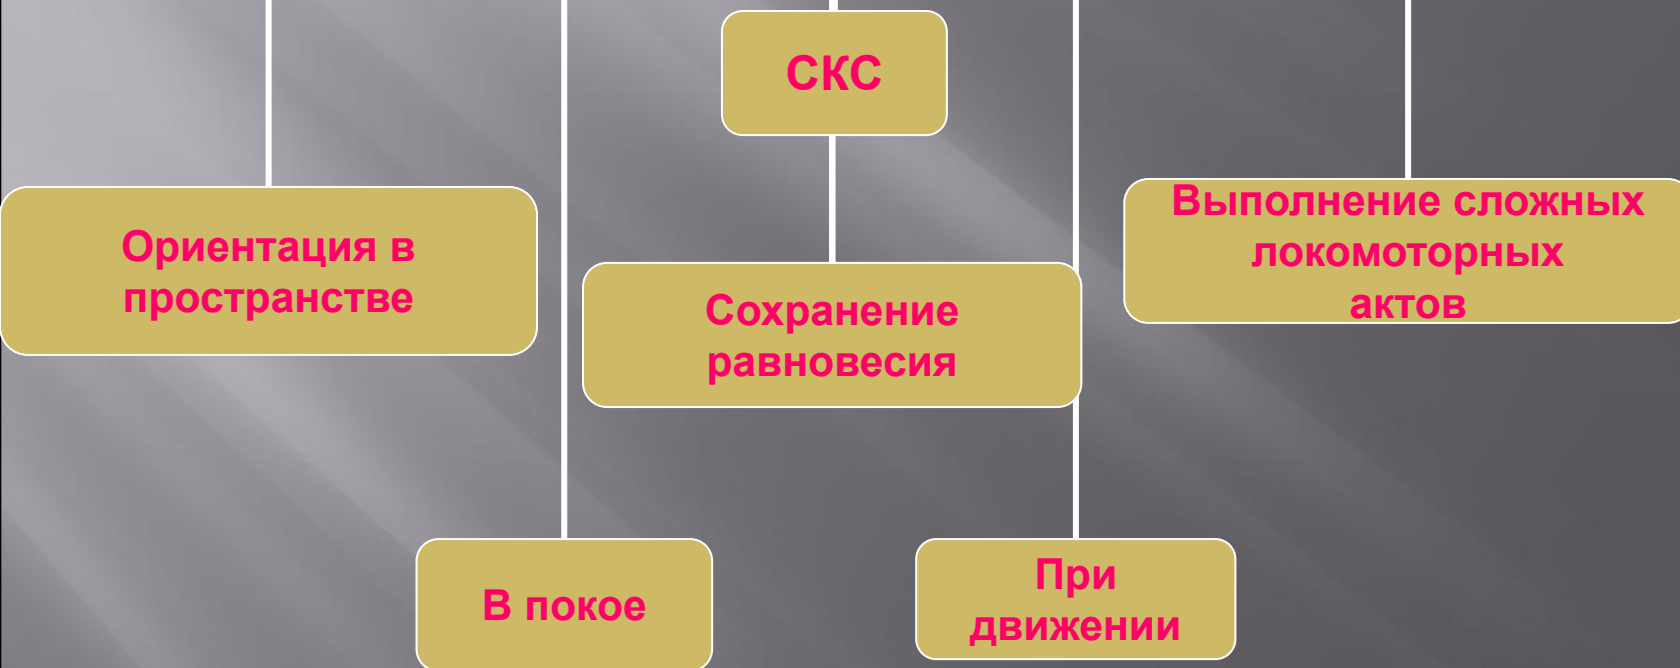 СКС
Ориентация в
пространстве
Сохранение
равновесия
Выполнение сложных
локомоторных
актов
В покое
При
движении